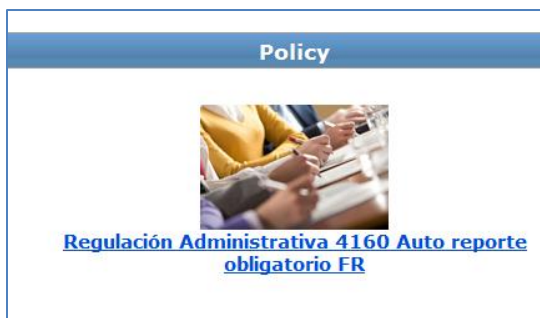 Policy
Regulación Administrativa 4160 Auto reporte
obligatorio FR